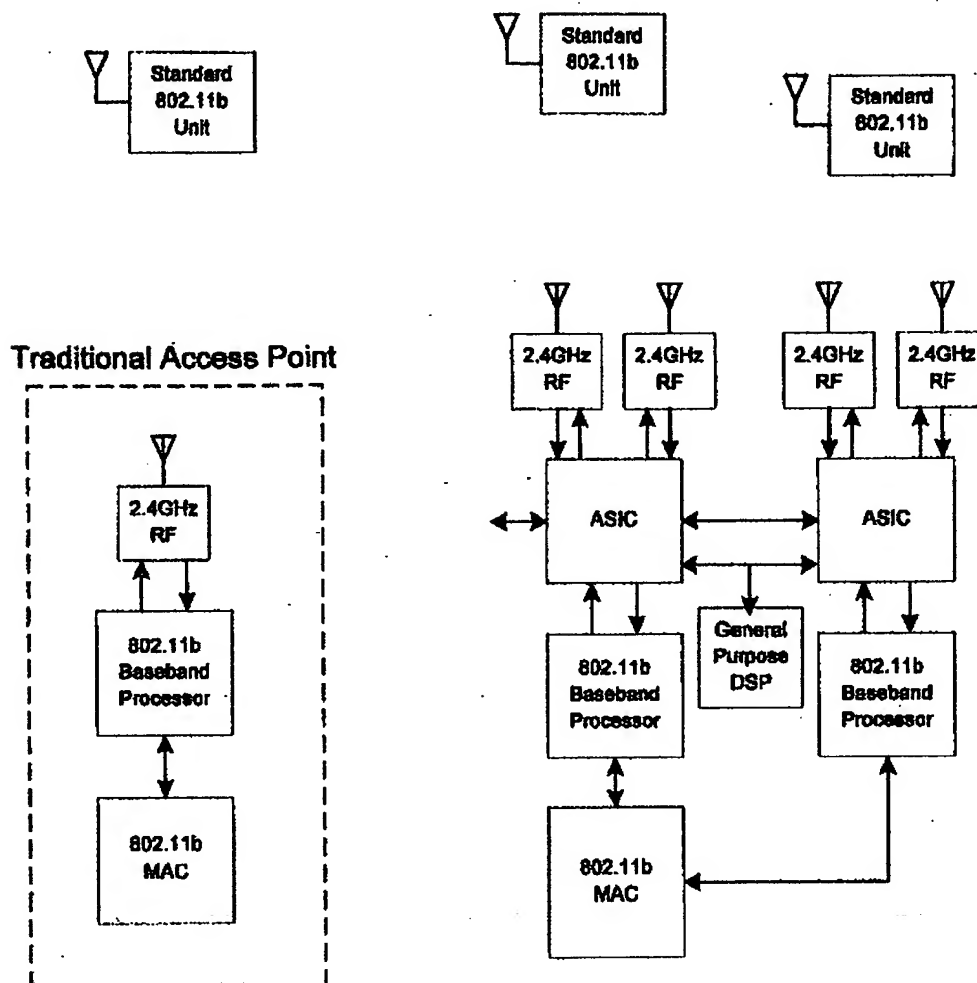 Standard
802.11b
Unit
Standard
802.11b
Unit
Standard
802.11b
Unit
Traditional Access Point
2.4GHz
RF
802.11b
Baseband
Processor
802.11b
MAC
2.4GHz
RF
2.4GHz
RF
2.4GHz
RF
2.4GHz
RF
ASIC
ASIC
802.11b
Baseband
Processor
General
Purpose
DSP
802.11b
Baseband
Processor
802.11b
MAC